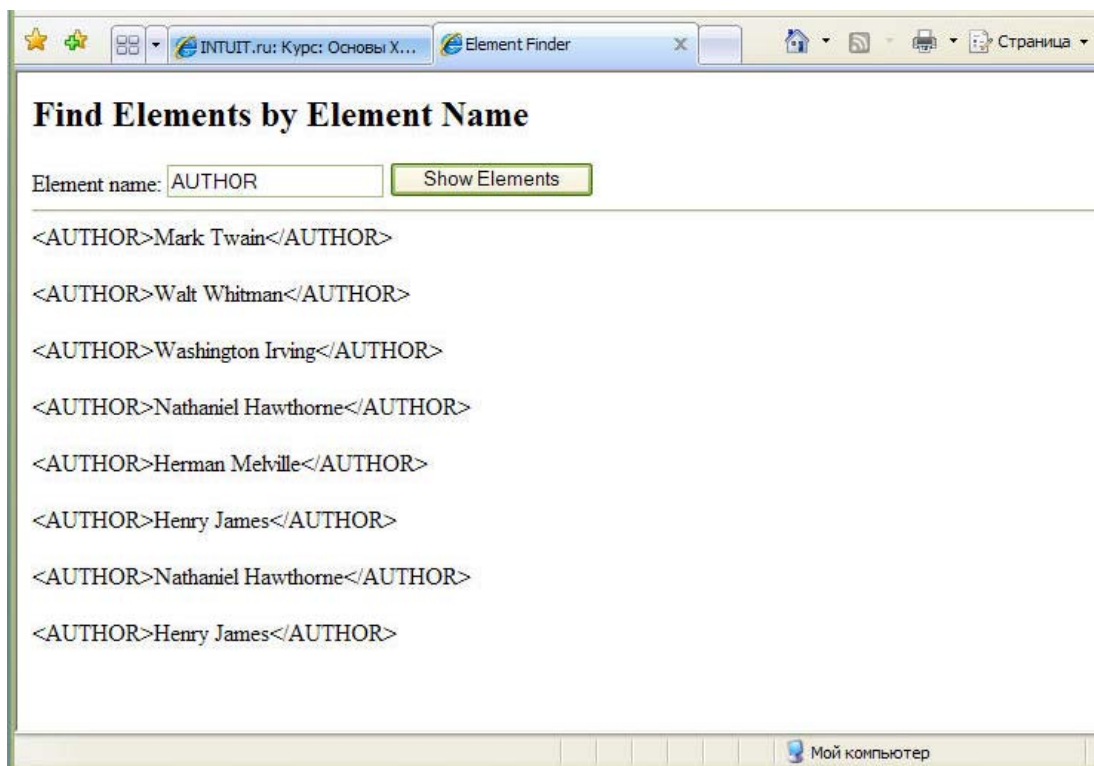 INTUIT.ru: Курс: Основы X... Element Finder Страница
Find Elements by Element Name
Element name: AUTHOR Show Elements
<AUTHOR>Mark Twain</AUTHOR>
<AUTHOR>Walt Whitman</AUTHOR>
<AUTHOR>Washington Irving</AUTHOR>
<AUTHOR>Nathaniel Hawthorne</AUTHOR>
<AUTHOR>Herman Melville</AUTHOR>
<AUTHOR>Henry James</AUTHOR>
<AUTHOR>Nathaniel Hawthorne</AUTHOR>
<AUTHOR>Henry James</AUTHOR>
Мой компьютер